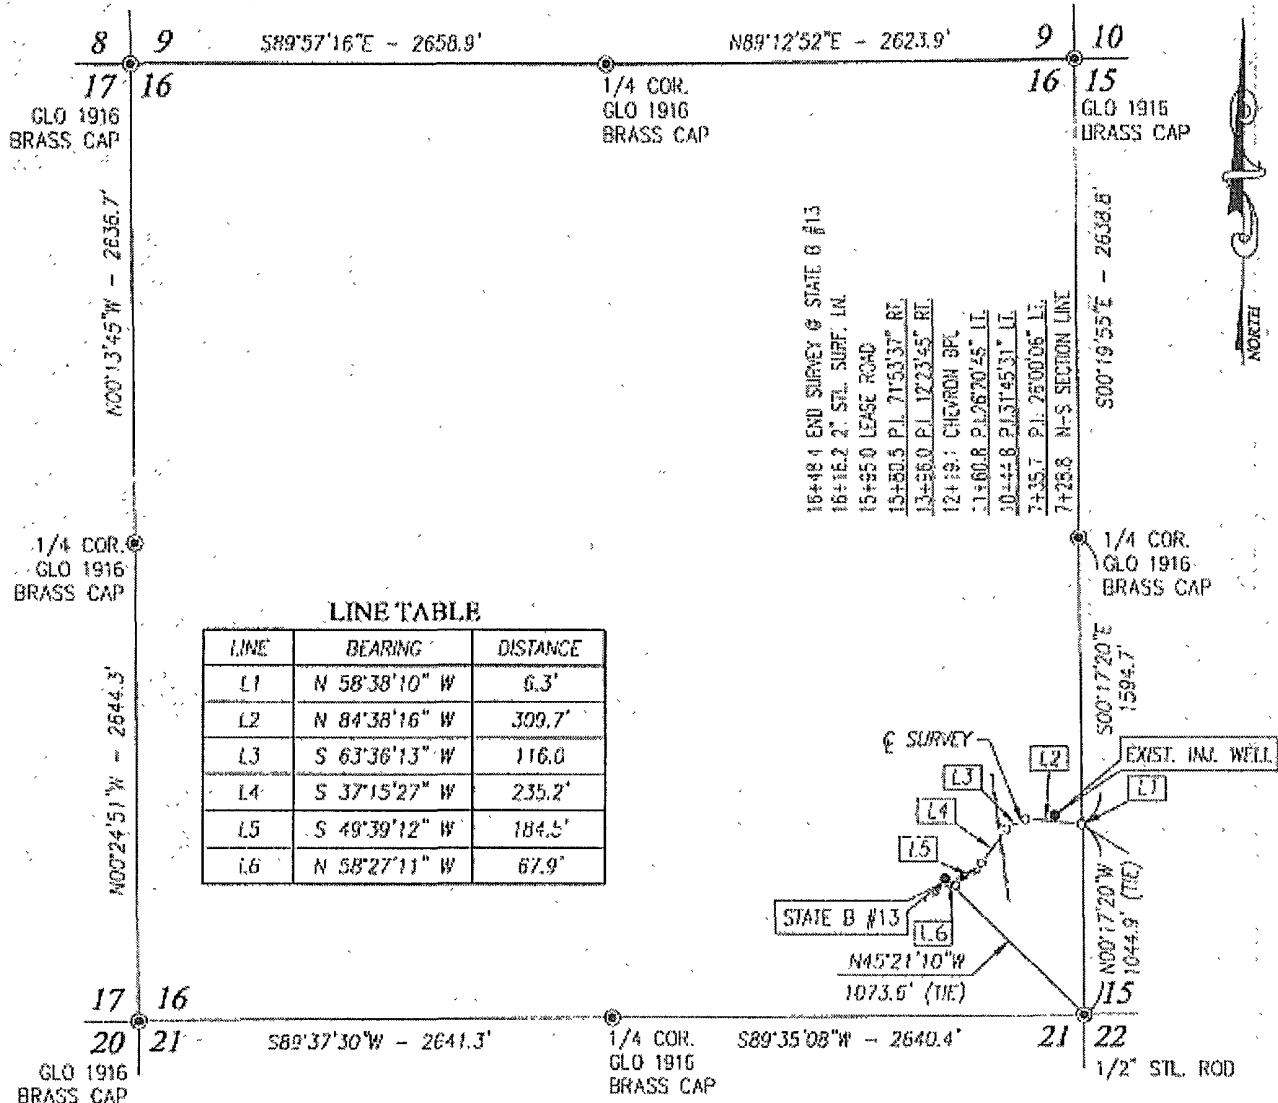 8 9
S89°57'16"E - 2658.9'
N89°12'52"E - 2623.9'
9 10
17 16
GLO 1916
BRASS CAP
1/4 COR.
GLO 1916
BRASS CAP
16 15
GLO 1916
BRASS CAP
NORTH
N00°13'45"W - 2636.7'
S00°19'55"E - 2638.8'
16+48.4 END SURVEY @ STATE B #13
16+16.2 2" STL. SURF. LN.
15+95.0 LEASE ROAD
15+80.5 P.I. 71°53'37" RT.
13+96.0 P.I. 12°23'45" RT.
12+19.1 CHEVRON BPL
11+60.8 P.I. 26°20'46" LT.
10+44.8 P.I. 31°45'31" LT.
7+35.7 P.I. 26°00'06" LT.
7+28.8 N-S SECTION LINE
1/4 COR.
GLO 1916
BRASS CAP
1/4 COR.
GLO 1916
BRASS CAP
LINE TABLE
LINE BEARING DISTANCE
L1 N 58°38'10" W 6.3'
L2 N 84°38'16" W 309.7'
L3 S 63°36'13" W 116.0
L4 S 37°15'27" W 235.2'
L5 S 49°39'12" W 184.5'
L6 N 58°27'11" W 67.9'
N00°24'51"W - 2644.3'
S00°17'20"E
1594.7'
℄ SURVEY
L2
EXIST. INJ. WELL
L3
L1
L4
L5
STATE B #13
L6
N45°21'10"W
1073.6' (TIE)
N00°17'20"W
1044.9' (TIE)
17 16
15
20 21
S89°37'30"W - 2641.3'
S89°35'08"W - 2640.4'
21 22
GLO 1916
BRASS CAP
1/4 COR.
GLO 1916
BRASS CAP
1/2" STL. ROD